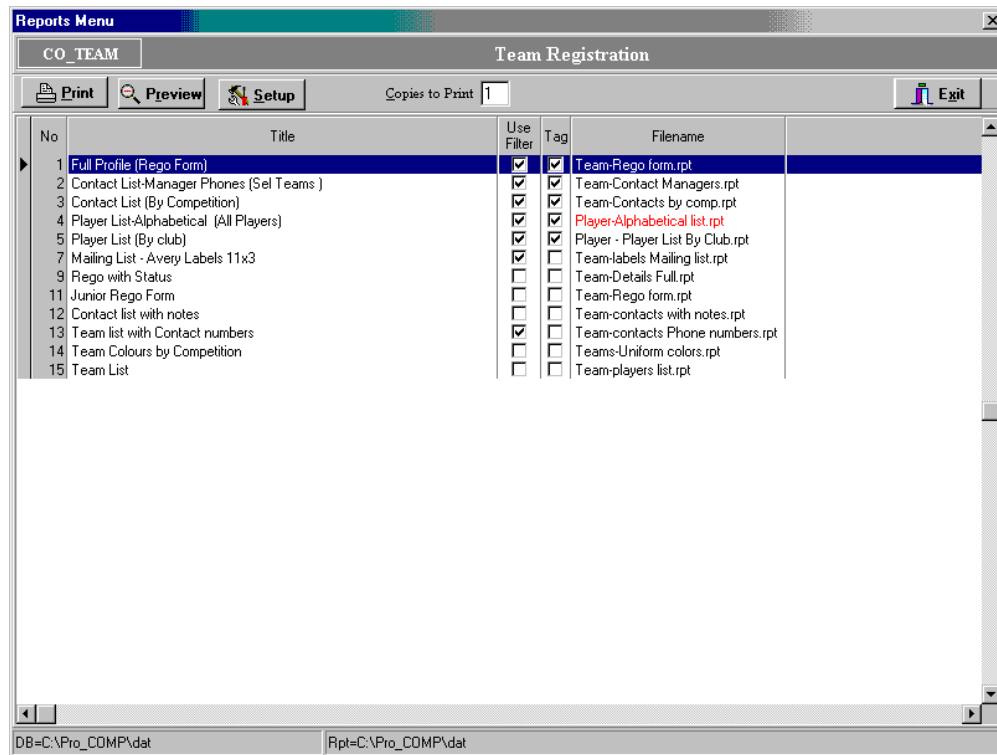 Reports Menu
CO_TEAM Team Registration
Print Preview Setup Copies to Print 1 Exit
No Title Use Filter Tag Filename
1 Full Profile (Rego Form) Team-Rego form.rpt
2 Contact List-Manager Phones (Sel Teams ) Team-Contact Managers.rpt
3 Contact List (By Competition) Team-Contacts by comp.rpt
4 Player List-Alphabetical (All Players) Player-Alphabetical list.rpt
5 Player List (By club) Player - Player List By Club.rpt
7 Mailing List - Avery Labels 11x3 Team-labels Mailing list.rpt
9 Rego with Status Team-Details Full.rpt
11 Junior Rego Form Team-Rego form.rpt
12 Contact list with notes Team-contacts with notes.rpt
13 Team list with Contact numbers Team-contacts Phone numbers.rpt
14 Team Colours by Competition Teams-Uniform colors.rpt
15 Team List Team-players list.rpt
DB=C:\Pro_COMP\dat Rpt=C:\Pro_COMP\dat